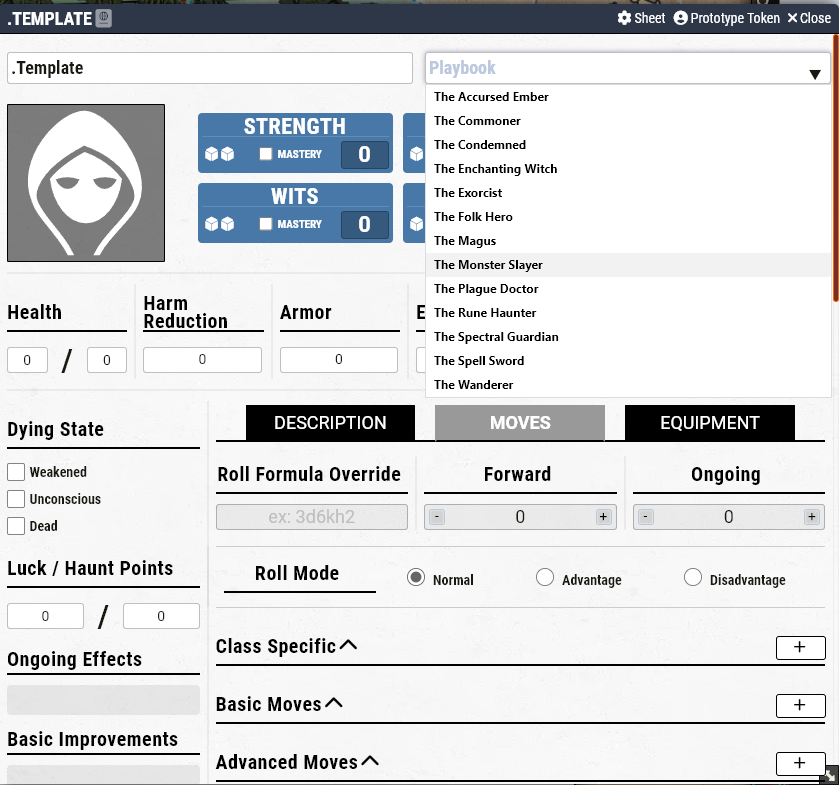 .TEMPLATE Sheet Prototype Token Close
.Template
Playbook
The Accursed Ember
The Commoner
The Condemned
The Enchanting Witch
The Exorcist
The Folk Hero
The Magus
The Monster Slayer
The Plague Doctor
The Rune Haunter
The Spectral Guardian
The Spell Sword
The Wanderer
STRENGTH
MASTERY 0
WITS
MASTERY 0
Health
Harm
Reduction
Armor
E
0 / 0
0
0
Dying State
Weakened
Unconscious
Dead
Luck / Haunt Points
0 / 0
Ongoing Effects
Basic Improvements
DESCRIPTION MOVES EQUIPMENT
Roll Formula Override Forward Ongoing
ex: 3d6kh2 - 0 + - 0 +
Roll Mode Normal Advantage Disadvantage
Class Specific +
Basic Moves +
Advanced Moves +